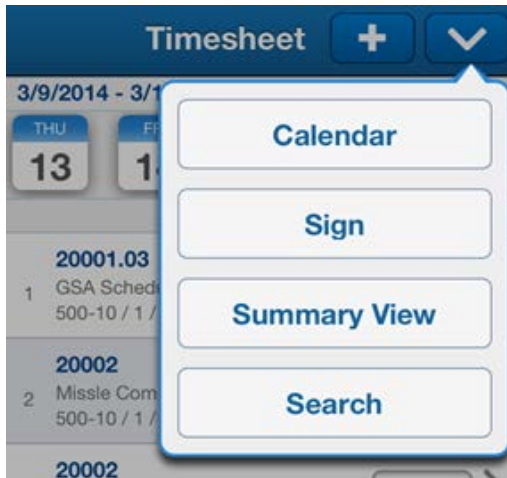 Timesheet +
3/9/2014 - 3/1
THU
13
Calendar
Sign
Summary View
Search
20001.03
1 GSA Sched
500-10 / 1 /
20002
2 Missle Com
500-10 / 1 /
20002